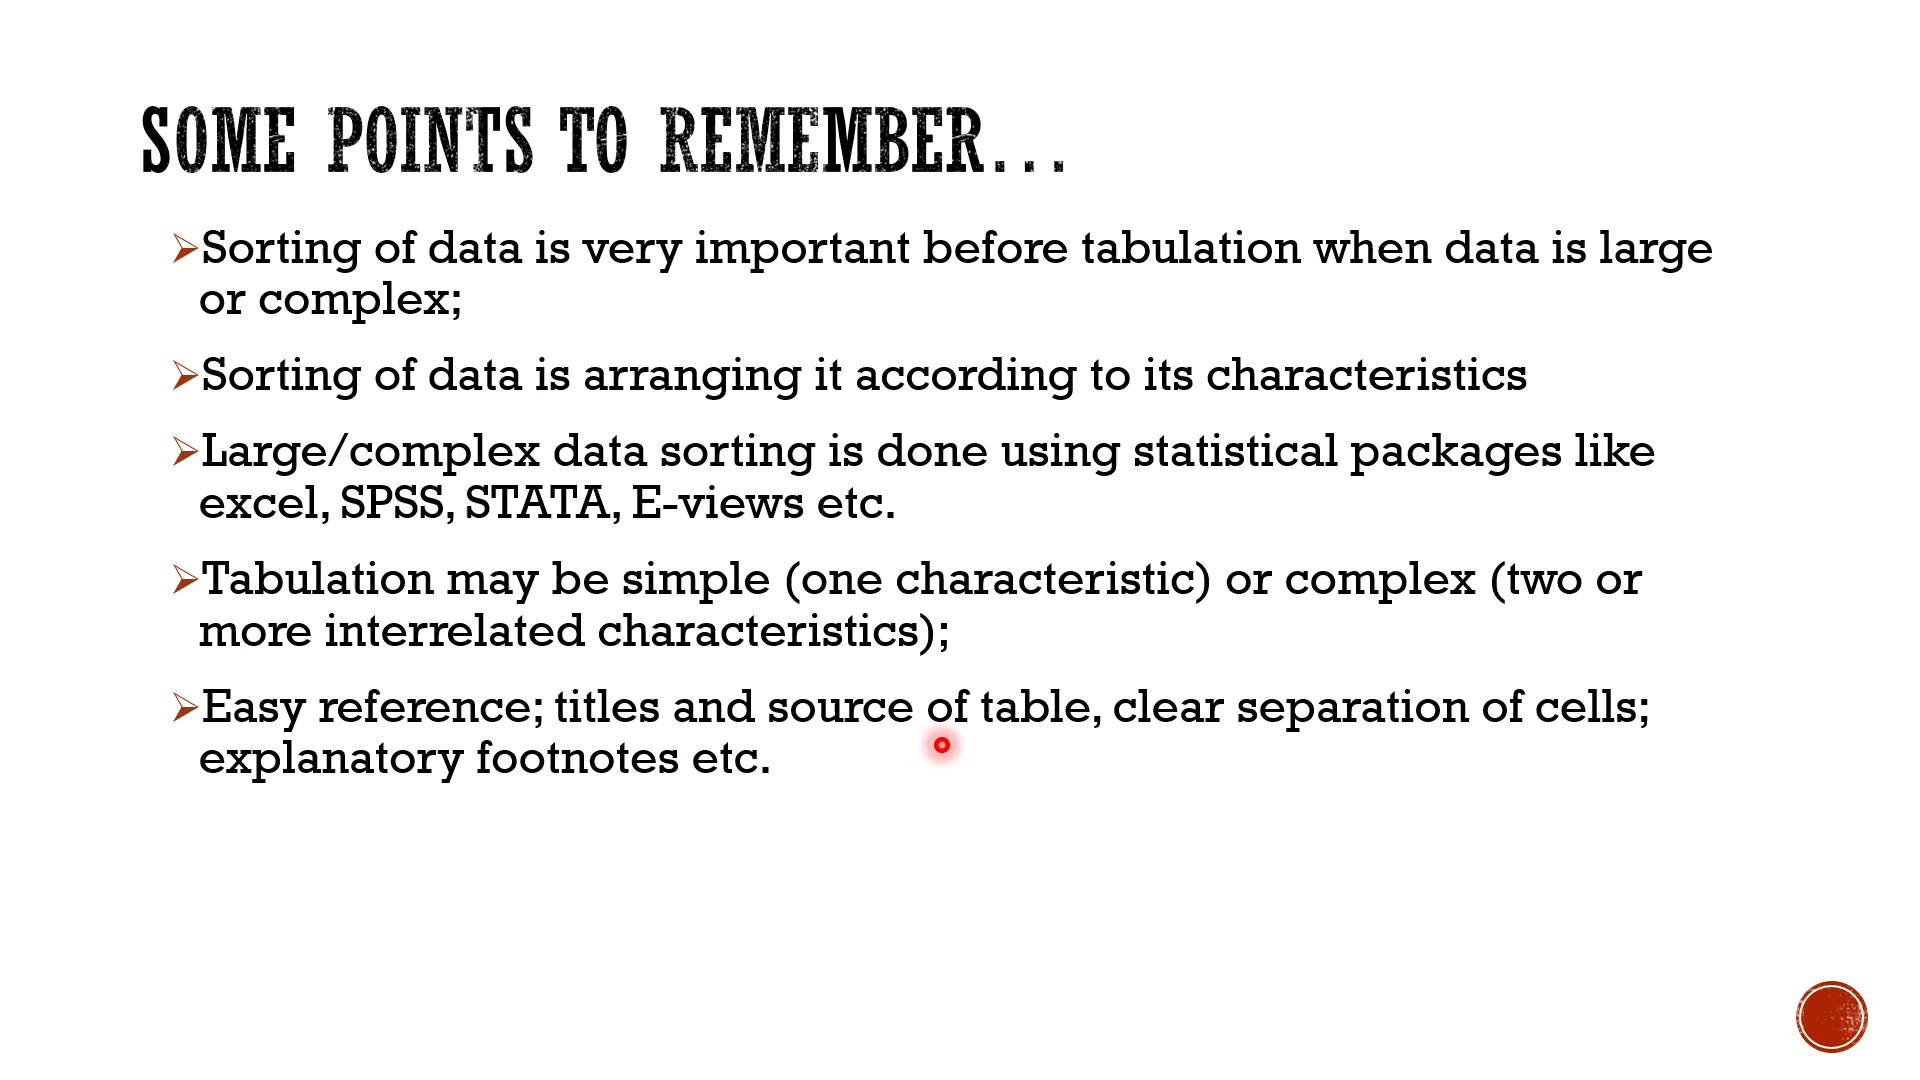 SOME POINTS TO REMEMBER...
Sorting of data is very important before tabulation when data is large
or complex;
Sorting of data is arranging it according to its characteristics
Large/complex data sorting is done using statistical packages like
excel, SPSS, STATA, E-views etc.
Tabulation may be simple (one characteristic) or complex (two or
more interrelated characteristics);
Easy reference; titles and source of table, clear separation of cells;
explanatory footnotes etc.